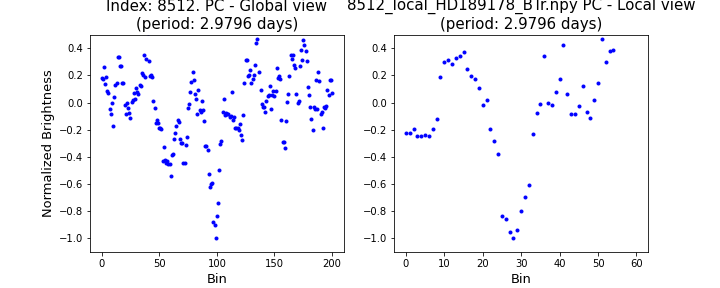 Index: 8512. PC - Global view
(period: 2.9796 days)
8512_local_HD189178_BTr.npy PC - Local view
(period: 2.9796 days)
Normalized Brightness
0.4
0.2
0.0
−0.2
−0.4
−0.6
−0.8
−1.0
0 50 100 150 200
Bin
0.4
0.2
0.0
−0.2
−0.4
−0.6
−0.8
−1.0
0 10 20 30 40 50 60
Bin